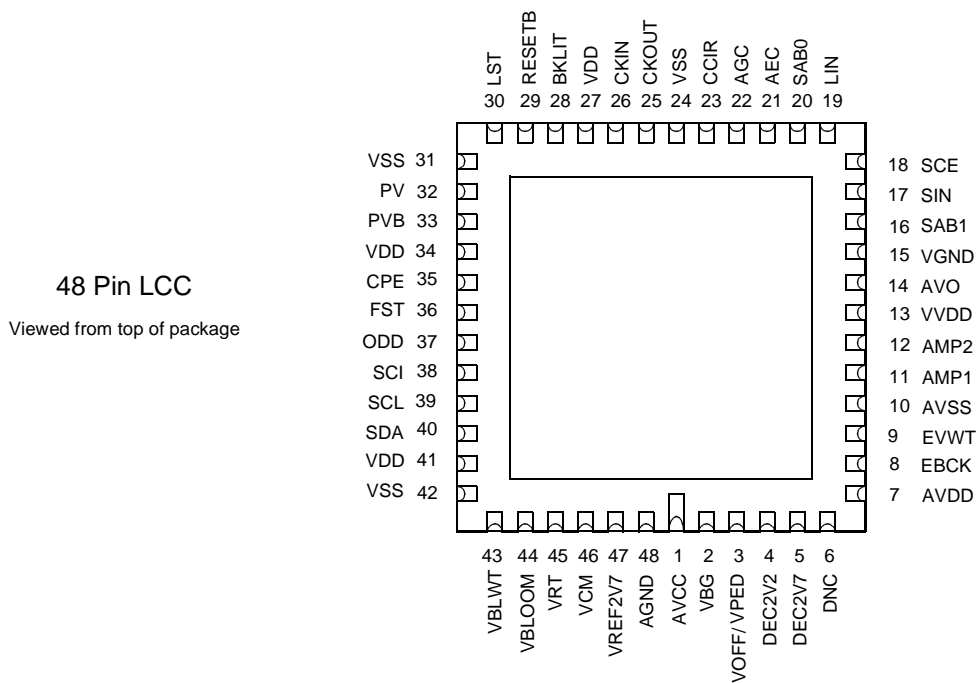 LST
RESETB
BKLIT
VDD
CKIN
CKOUT
VSS
CCIR
AGC
AEC
SAB0
LIN
30 29 28 27 26 25 24 23 22 21 20 19
VSS 31
PV 32
PVB 33
VDD 34
CPE 35
FST 36
ODD 37
SCI 38
SCL 39
SDA 40
VDD 41
VSS 42
48 Pin LCC
Viewed from top of package
18 SCE
17 SIN
16 SAB1
15 VGND
14 AVO
13 VVDD
12 AMP2
11 AMP1
10 AVSS
9 EVWT
8 EBCK
7 AVDD
43 44 45 46 47 48 1 2 3 4 5 6
VBLWT
VBLOOM
VRT
VCM
VREF2V7
AGND
AVCC
VBG
VOFF/ VPED
DEC2V2
DEC2V7
DNC